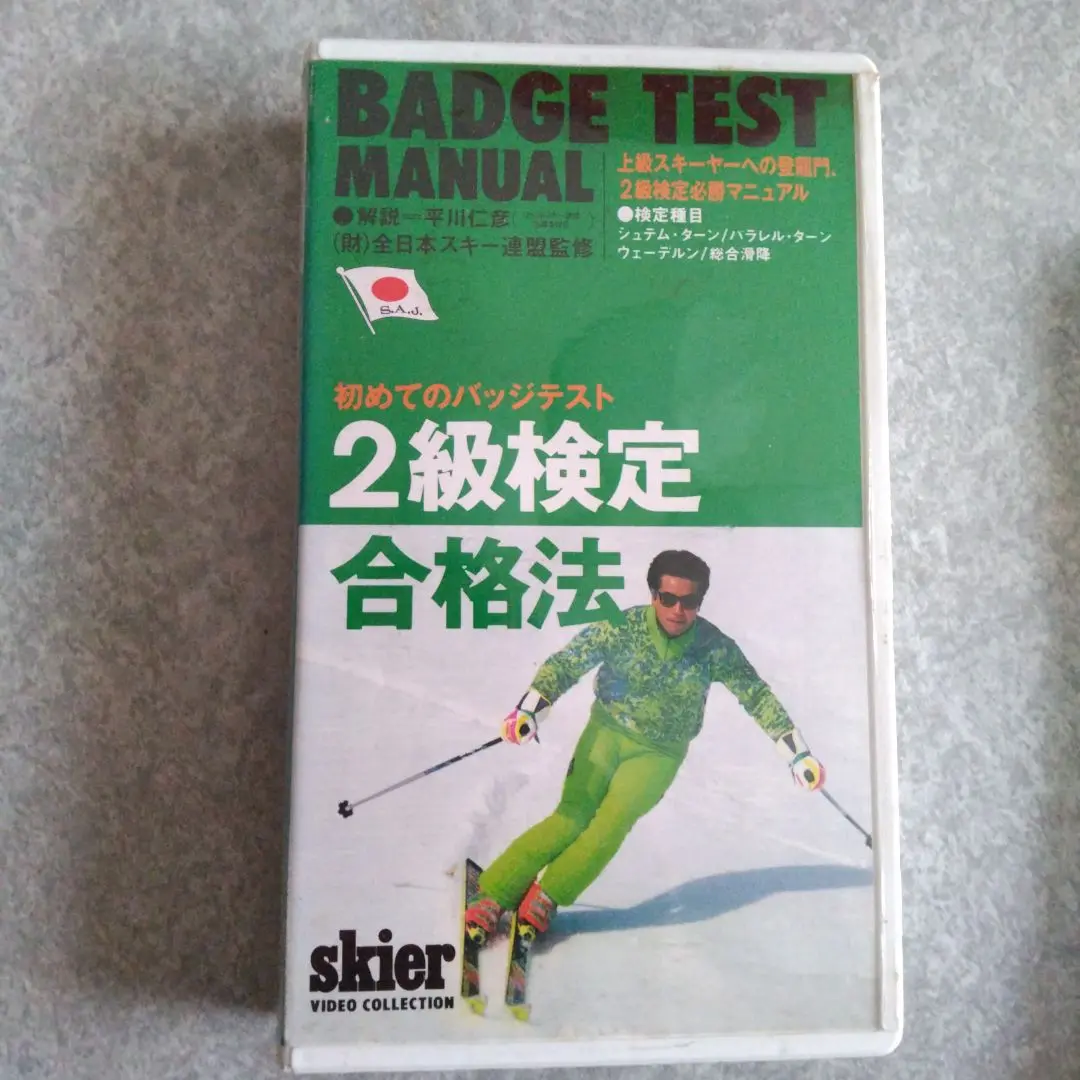 BADGE TEST
MANUAL
●解説=平川仁彦
(財)全日本スキー連盟監修
上級スキーヤーへの登龍門、
2級検定必勝マニュアル
●検定種目
シュテム・ターン/パラレル・ターン
ウェーデルン/総合滑降
S.A.J.
初めてのバッジテスト
2級検定
合格法
skier
VIDEO COLLECTION